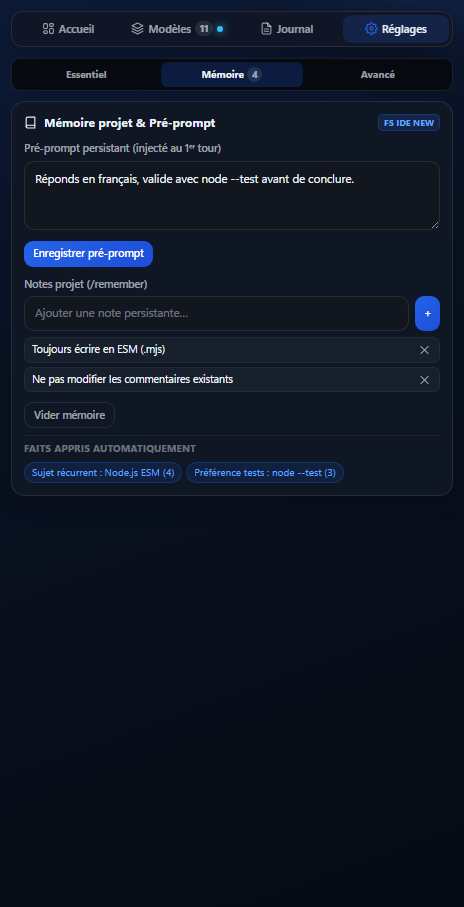 Accueil
Modèles 11
Journal
Réglages
Essentiel
Mémoire 4
Avancé
Mémoire projet & Pré-prompt
FS IDE NEW
Pré-prompt persistant (injecté au 1er tour)
Réponds en français, valide avec node --test avant de conclure.
Enregistrer pré-prompt
Notes projet (/remember)
Ajouter une note persistante...
+
Toujours écrire en ESM (.mjs)
Ne pas modifier les commentaires existants
Vider mémoire
FAITS APPRIS AUTOMATIQUEMENT
Sujet récurrent : Node.js ESM (4)
Préférence tests : node --test (3)